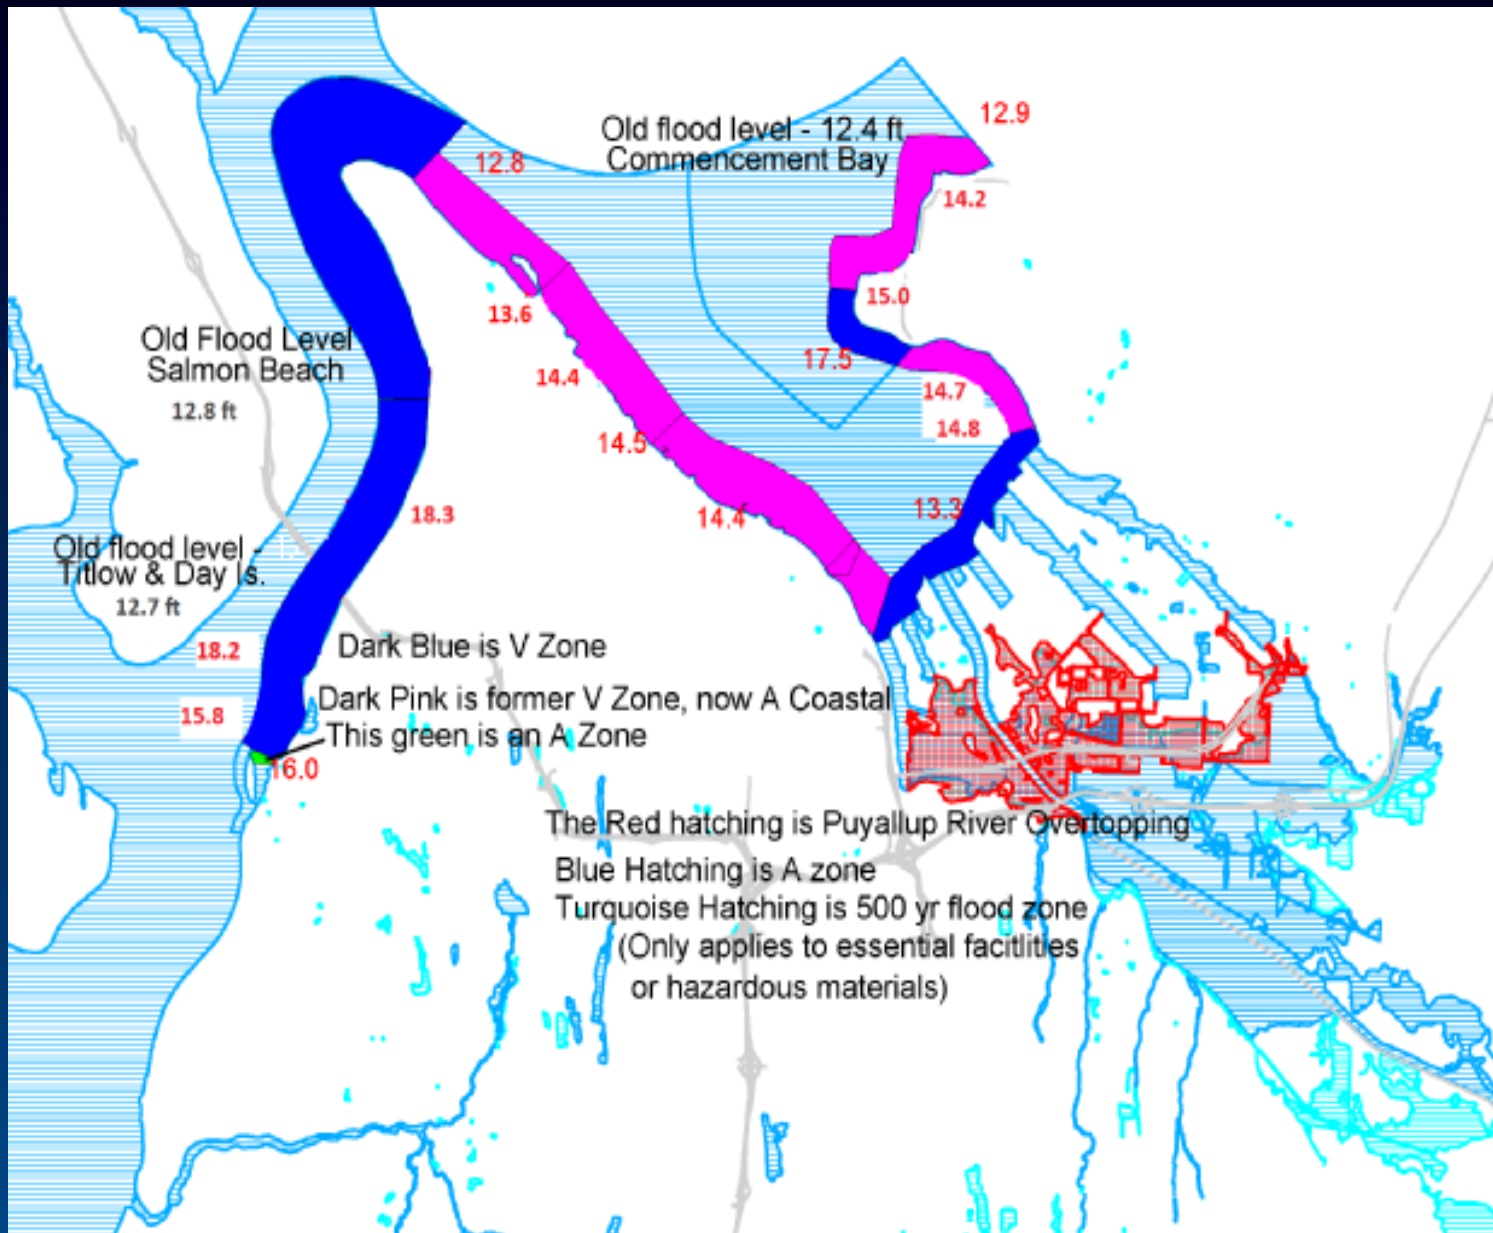 12.9
Old flood level - 12.4 ft
Commencement Bay
12.8
14.2
15.0
13.6
Old Flood Level
Salmon Beach
12.8 ft
17.5
14.4
14.7
14.8
14.5
18.3
14.4
13.3
Old flood level -
Titlow & Day Is.
12.7 ft
18.2
Dark Blue is V Zone
15.8
Dark Pink is former V Zone, now A Coastal
This green is an A Zone
16.0
The Red hatching is Puyallup River Overtopping
Blue Hatching is A zone
Turquoise Hatching is 500 yr flood zone
(Only applies to essential facitlities
or hazardous materials)